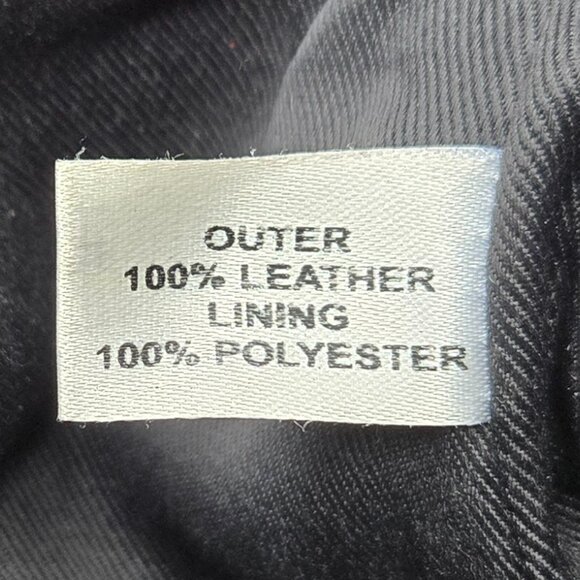 OUTER
100% LEATHER
LINING
100% POLYESTER